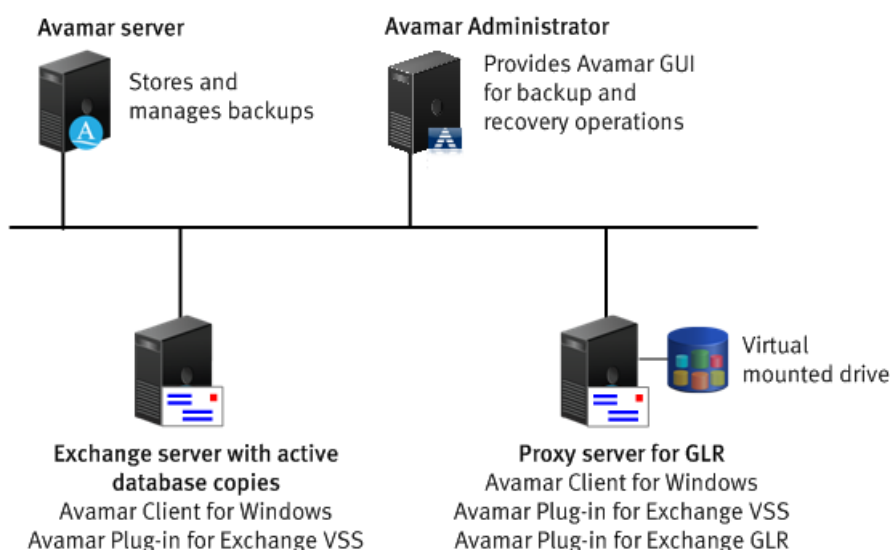 Avamar server
Stores and
manages backups
Avamar Administrator
Provides Avamar GUI
for backup and
recovery operations
Exchange server with active
database copies
Avamar Client for Windows
Avamar Plug-in for Exchange VSS
Virtual
mounted drive
Proxy server for GLR
Avamar Client for Windows
Avamar Plug-in for Exchange VSS
Avamar Plug-in for Exchange GLR